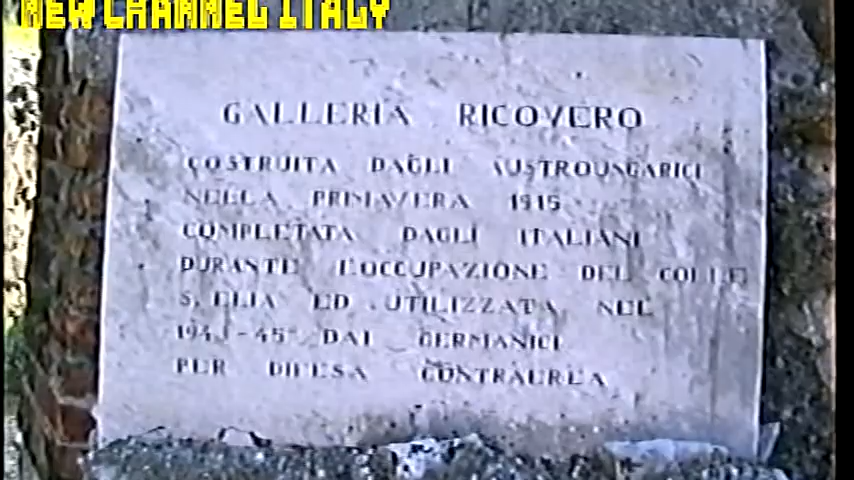 NEW CHANNEL ITALY
GALLERIA RICOVERO
COSTRUITA DAGLI AUSTROUNGARICI
NELLA PRIMAVERA 1915
COMPLETATA DAGLI ITALIANI
DURANTE L'OCCUPAZIONE DEL COLLE
S. ELIA ED UTILIZZATA NEL
1943-45 DAI GERMANICI
PER DIFESA CONTRAEREA